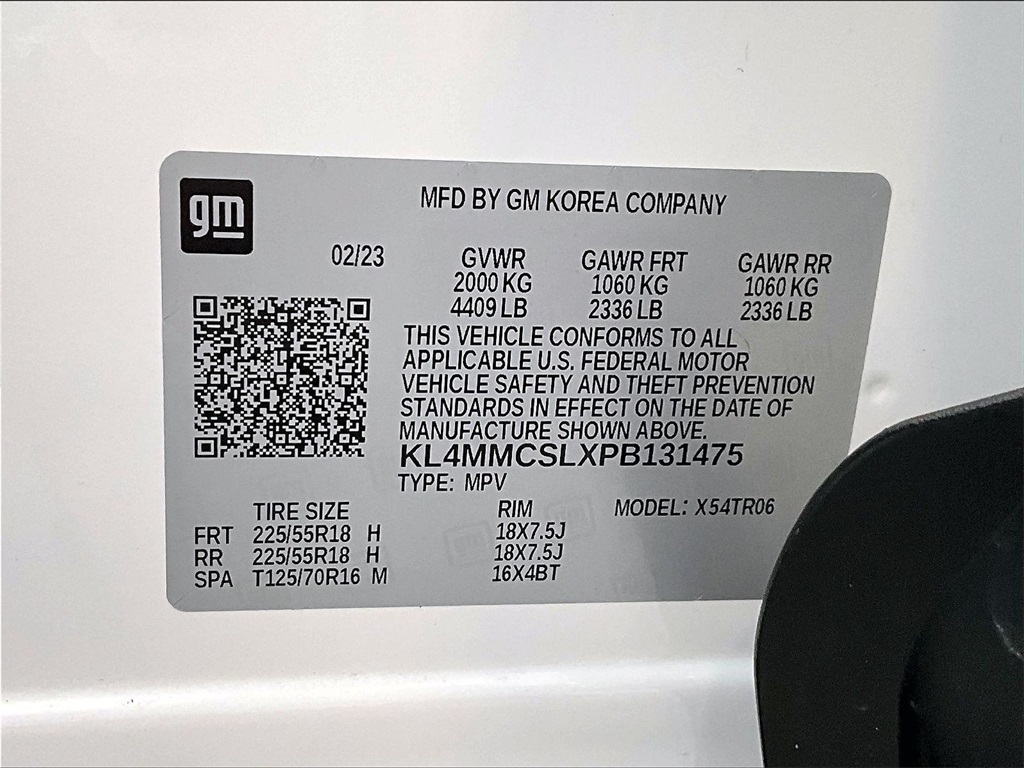 gm
MFD BY GM KOREA COMPANY
02/23 GVWR GAWR FRT GAWR RR
2000 KG 1060 KG 1060 KG
4409 LB 2336 LB 2336 LB
THIS VEHICLE CONFORMS TO ALL
APPLICABLE U.S. FEDERAL MOTOR
VEHICLE SAFETY AND THEFT PREVENTION
STANDARDS IN EFFECT ON THE DATE OF
MANUFACTURE SHOWN ABOVE.
KL4MMCSLXPB131475
TYPE: MPV
TIRE SIZE RIM MODEL: X54TR06
FRT 225/55R18 H 18X7.5J
RR 225/55R18 H 18X7.5J
SPA T125/70R16 M 16X4BT